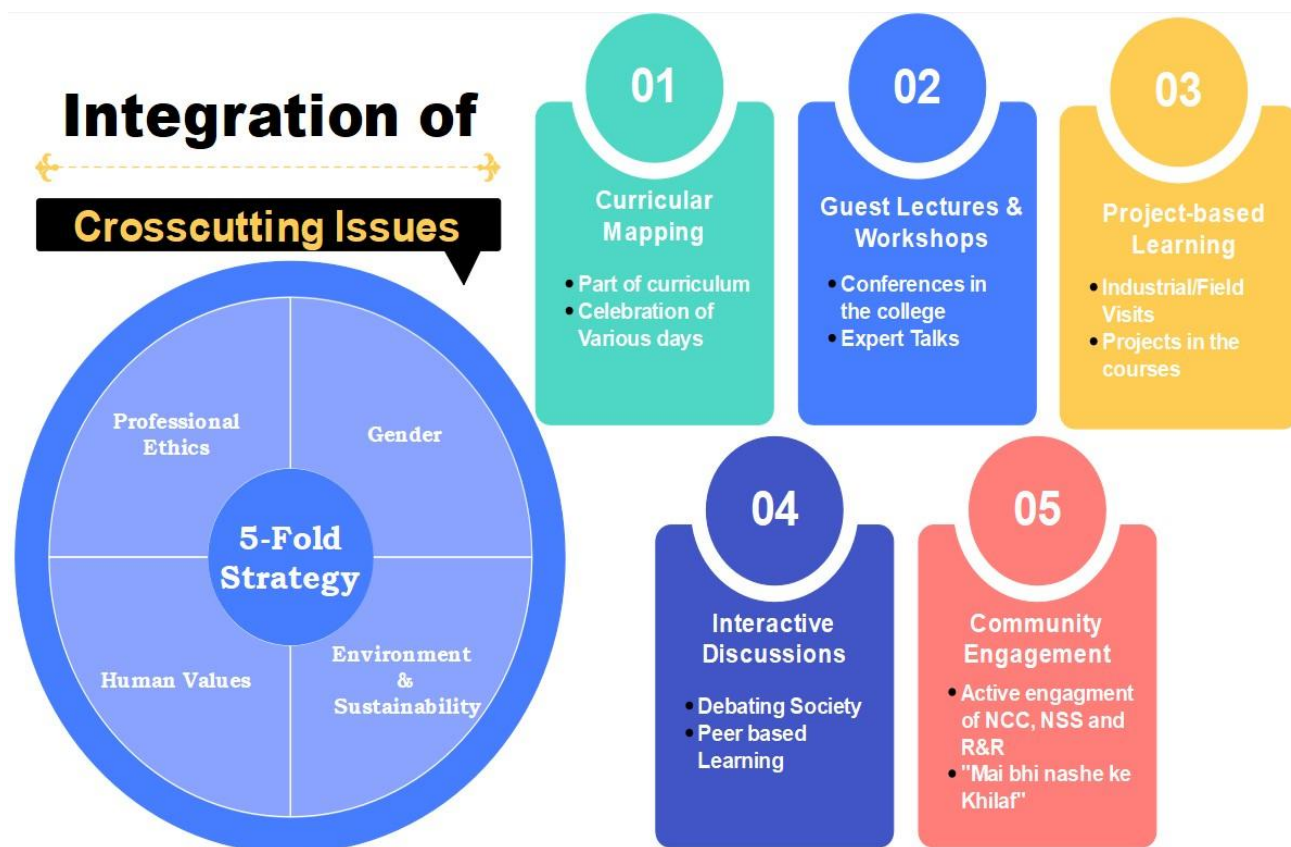 Integration of
Crosscutting Issues
Professional
Ethics
Gender
5-Fold
Strategy
Human Values
Environment
&
Sustainability
01
Curricular
Mapping
• Part of curriculum
• Celebration of
Various days
02
Guest Lectures &
Workshops
• Conferences in
the college
• Expert Talks
03
Project-based
Learning
• Industrial/Field
Visits
• Projects in the
courses
04
Interactive
Discussions
• Debating Society
• Peer based
Learning
05
Community
Engagement
• Active engagment
of NCC, NSS and
R&R
• "Mai bhi nashe ke
Khilaf"